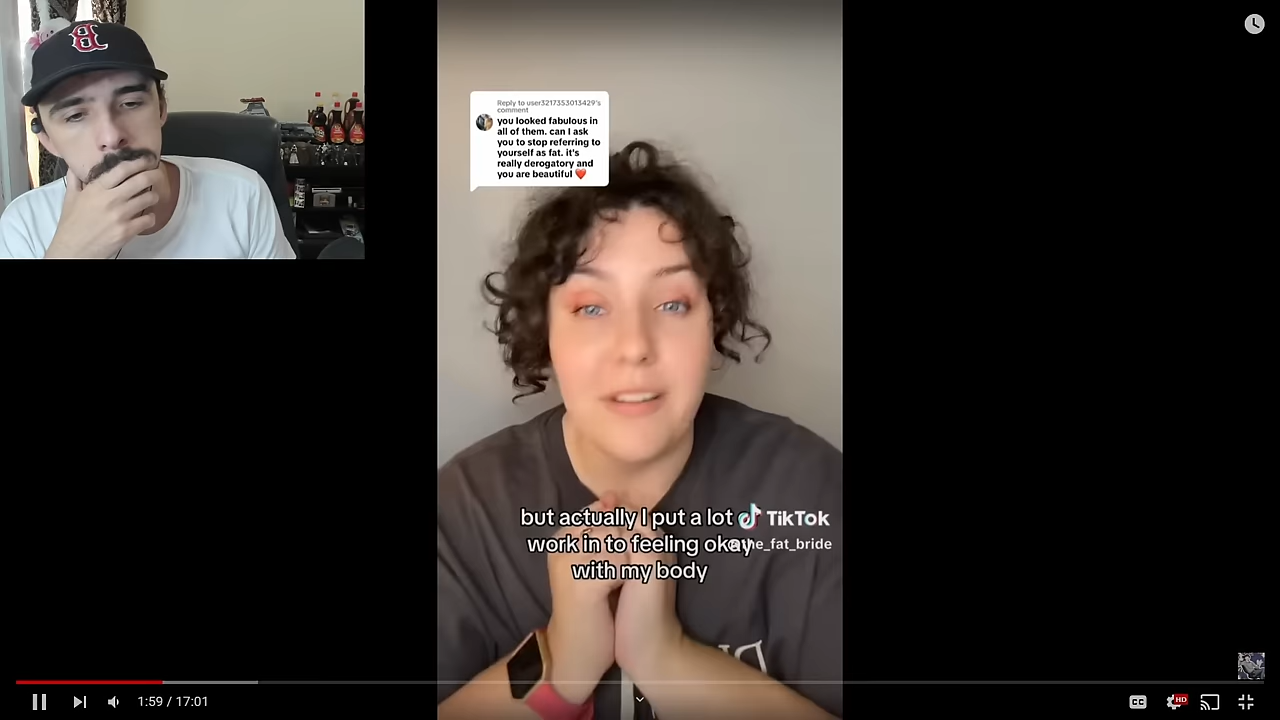 B
Reply to user3217353013429's
comment
you looked fabulous in
all of them. can I ask
you to stop referring to
yourself as fat. it's
really derogatory and
you are beautiful ❤️
but actually I put a lot
work in to feeling okay
with my body
TikTok
@the_fat_bride
1:59 / 17:01
CC
HD